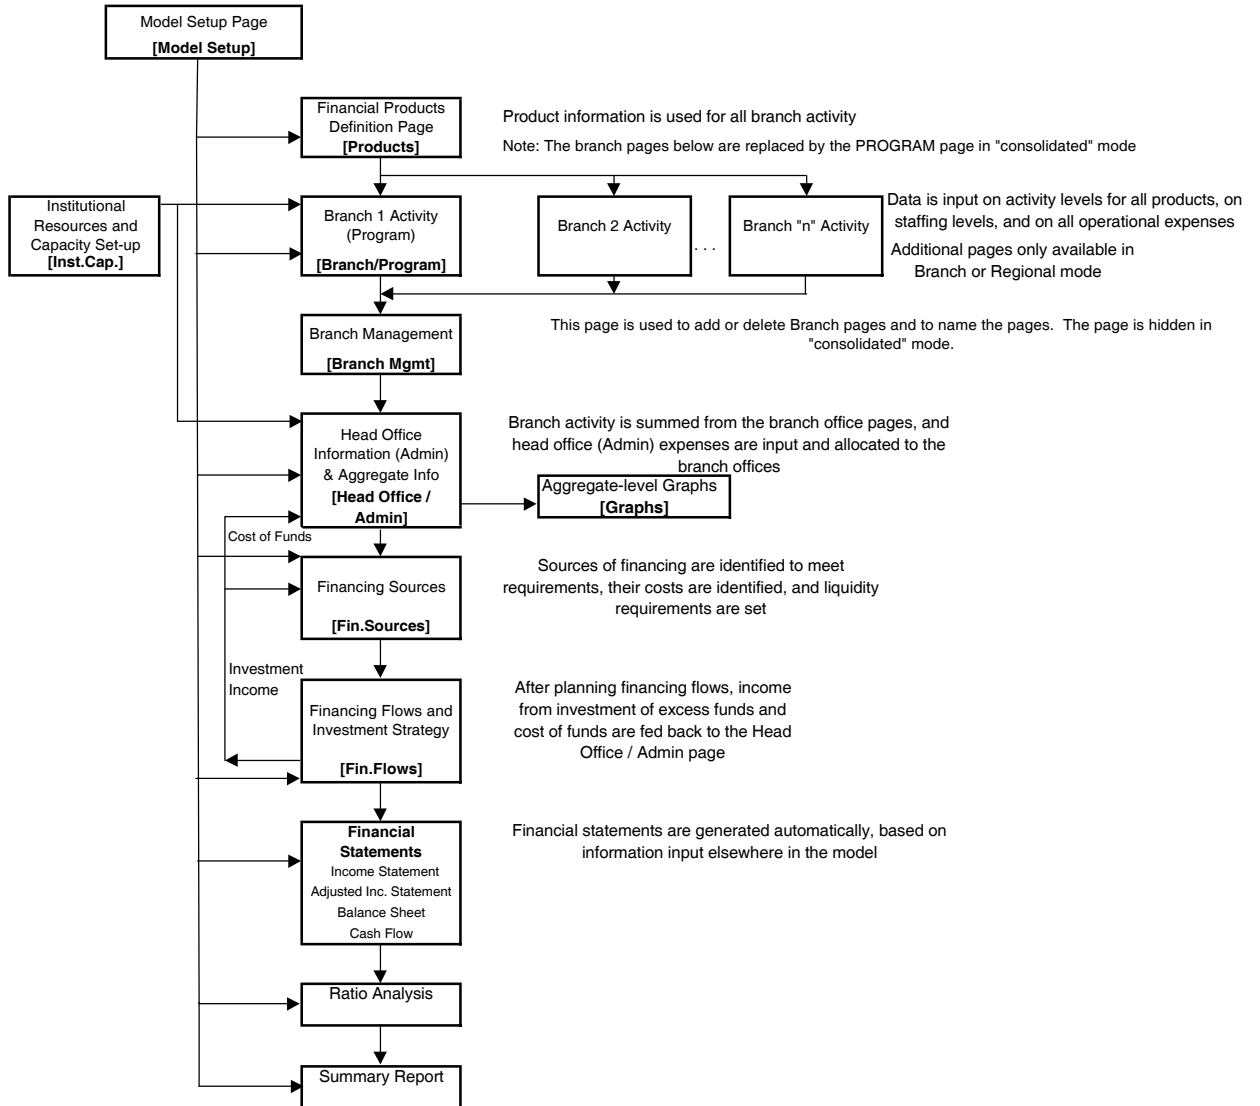 Model Setup Page
[Model Setup]
Financial Products
Definition Page
[Products]
Product information is used for all branch activity
Note: The branch pages below are replaced by the PROGRAM page in "consolidated" mode
Institutional
Resources and
Capacity Set-up
[Inst.Cap.]
Branch 1 Activity
(Program)
[Branch/Program]
Branch 2 Activity
. . .
Branch "n" Activity
Data is input on activity levels for all products, on
staffing levels, and on all operational expenses
Additional pages only available in
Branch or Regional mode
Branch Management
[Branch Mgmt]
This page is used to add or delete Branch pages and to name the pages. The page is hidden in
"consolidated" mode.
Head Office
Information (Admin)
& Aggregate Info
[Head Office /
Admin]
Branch activity is summed from the branch office pages, and
head office (Admin) expenses are input and allocated to the
branch offices
Aggregate-level Graphs
[Graphs]
Cost of Funds
Financing Sources
[Fin.Sources]
Sources of financing are identified to meet
requirements, their costs are identified, and liquidity
requirements are set
Investment
Income
Financing Flows and
Investment Strategy
[Fin.Flows]
After planning financing flows, income
from investment of excess funds and
cost of funds are fed back to the Head
Office / Admin page
Financial
Statements
Income Statement
Adjusted Inc. Statement
Balance Sheet
Cash Flow
Financial statements are generated automatically, based on
information input elsewhere in the model
Ratio Analysis
Summary Report